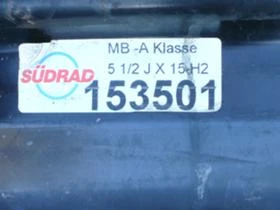 MB -A Klasse
SÜDRAD
5 1/2 J X 15 H2
153501